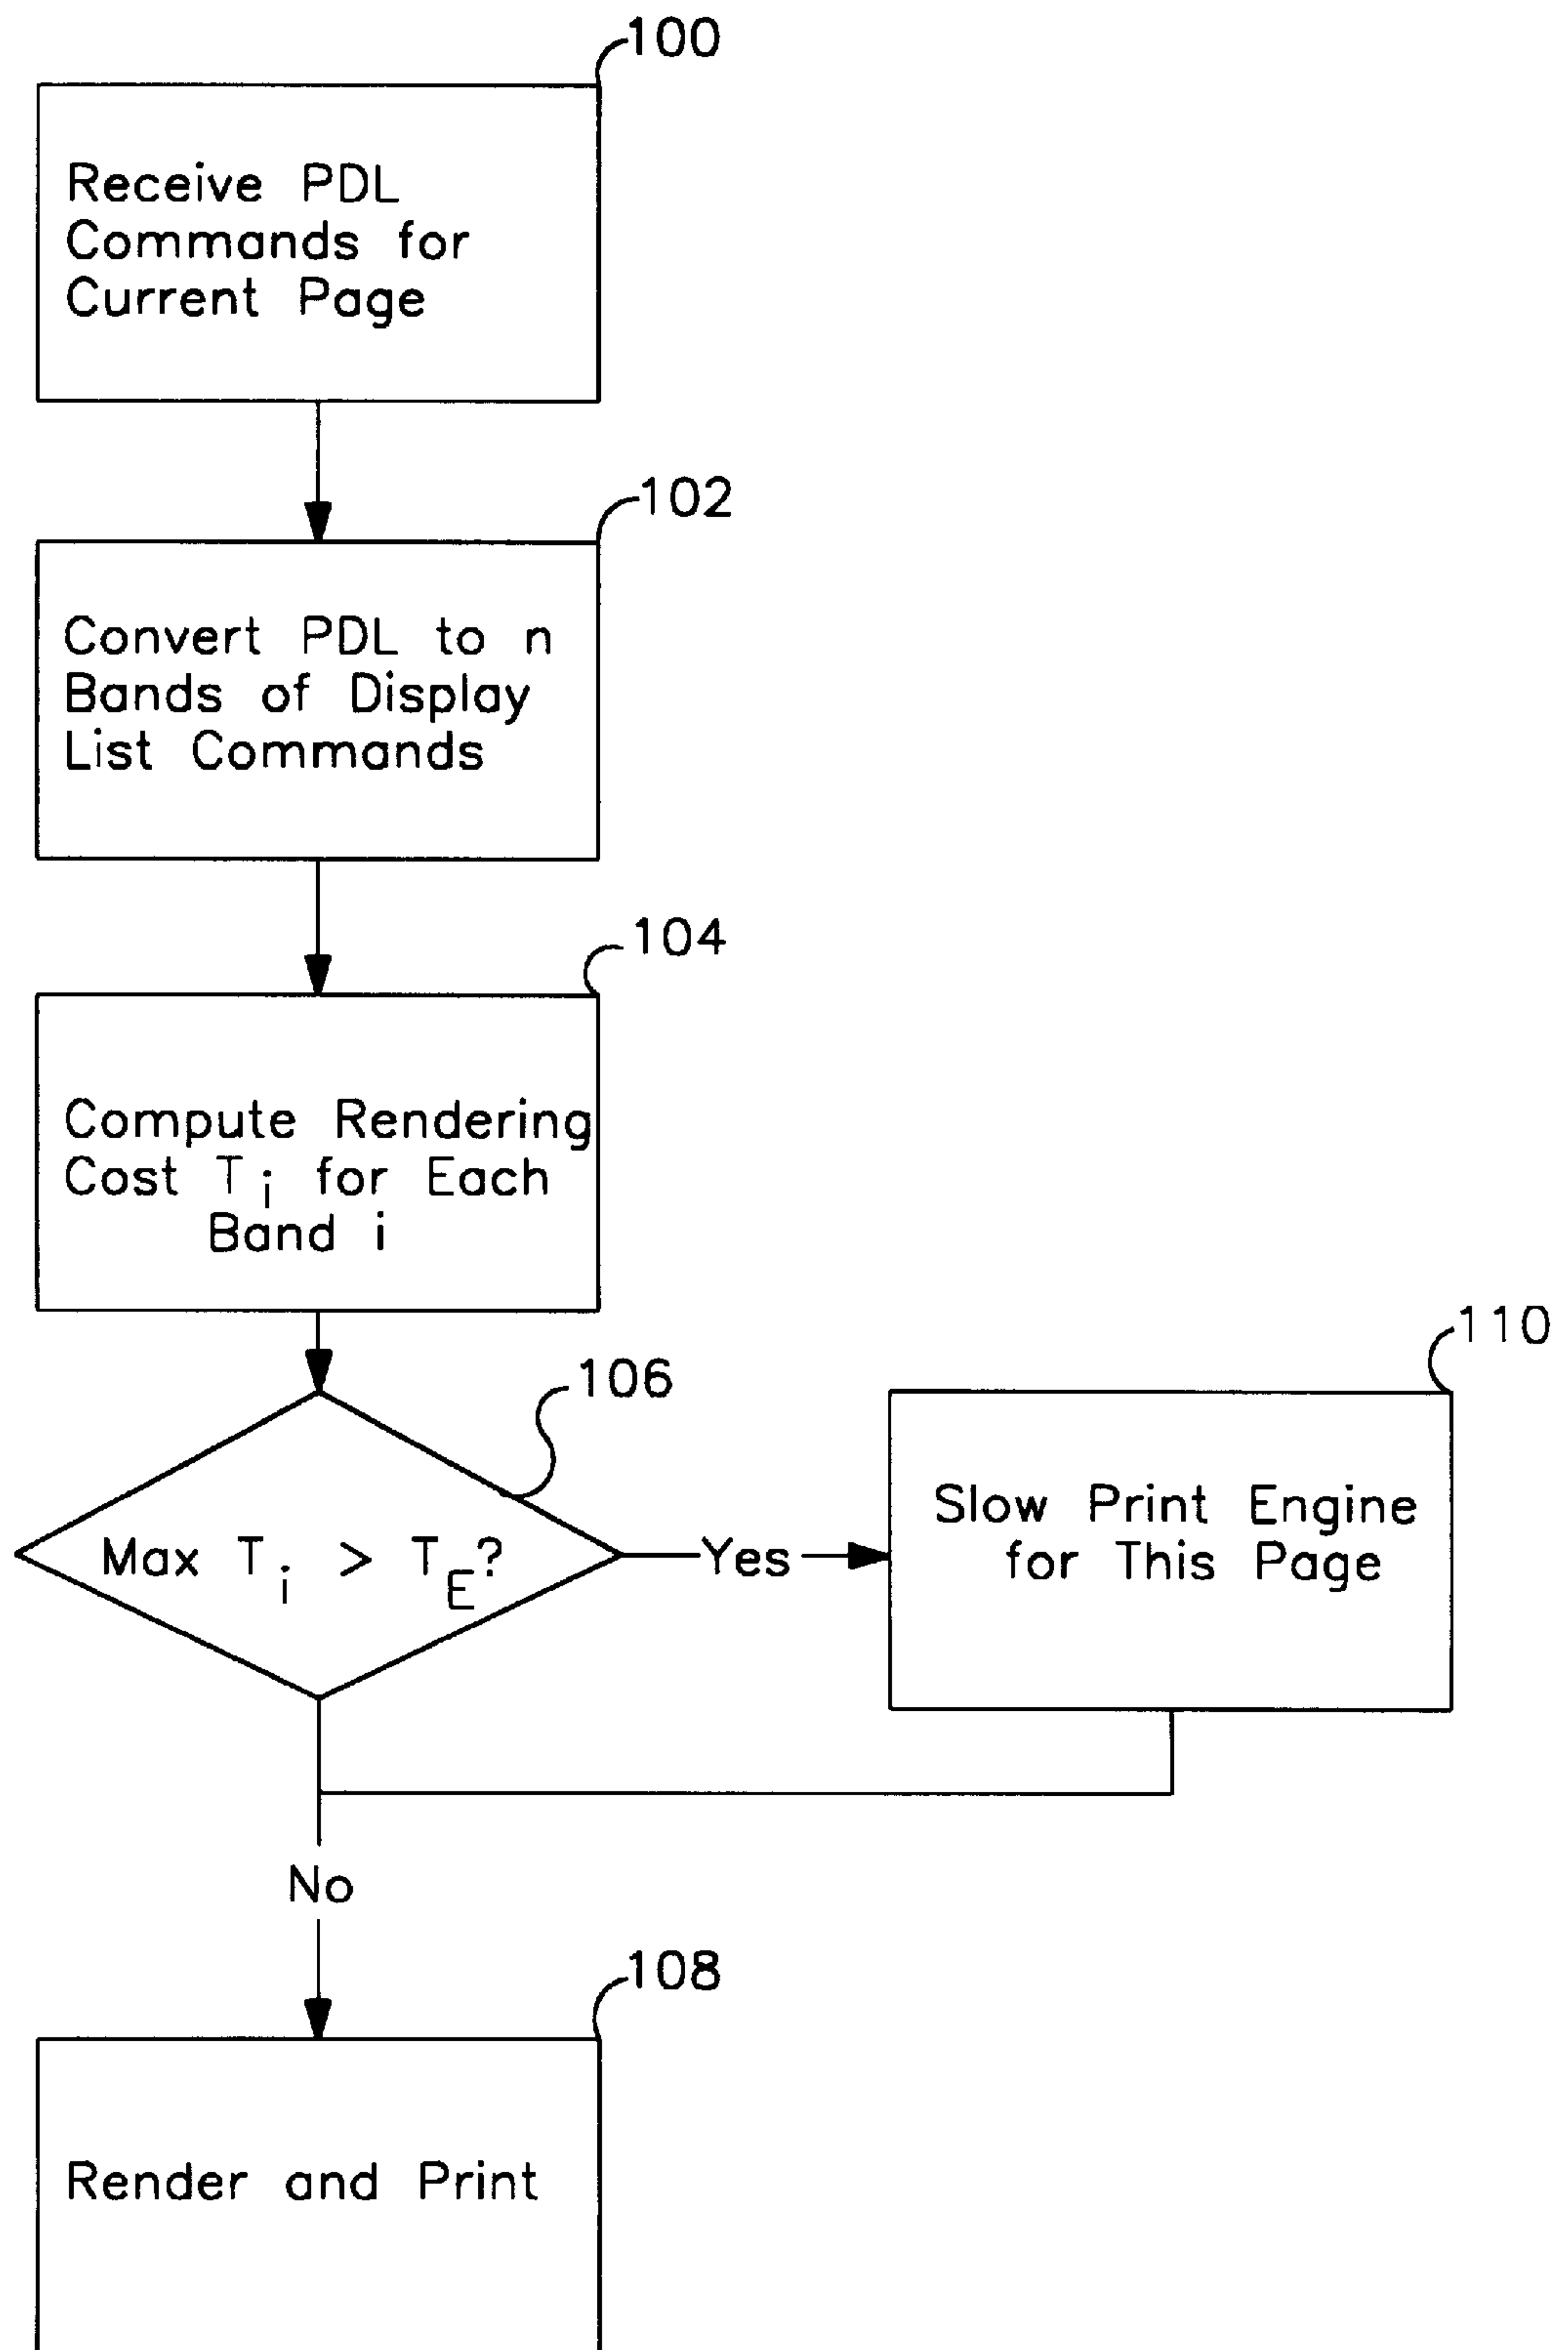 100
Receive PDL
Commands for
Current Page
102
Convert PDL to n
Bands of Display
List Commands
104
Compute Rendering
Cost T i for Each
Band i
106
Max T i > T E?
Yes
110
Slow Print Engine
for This Page
No
108
Render and Print